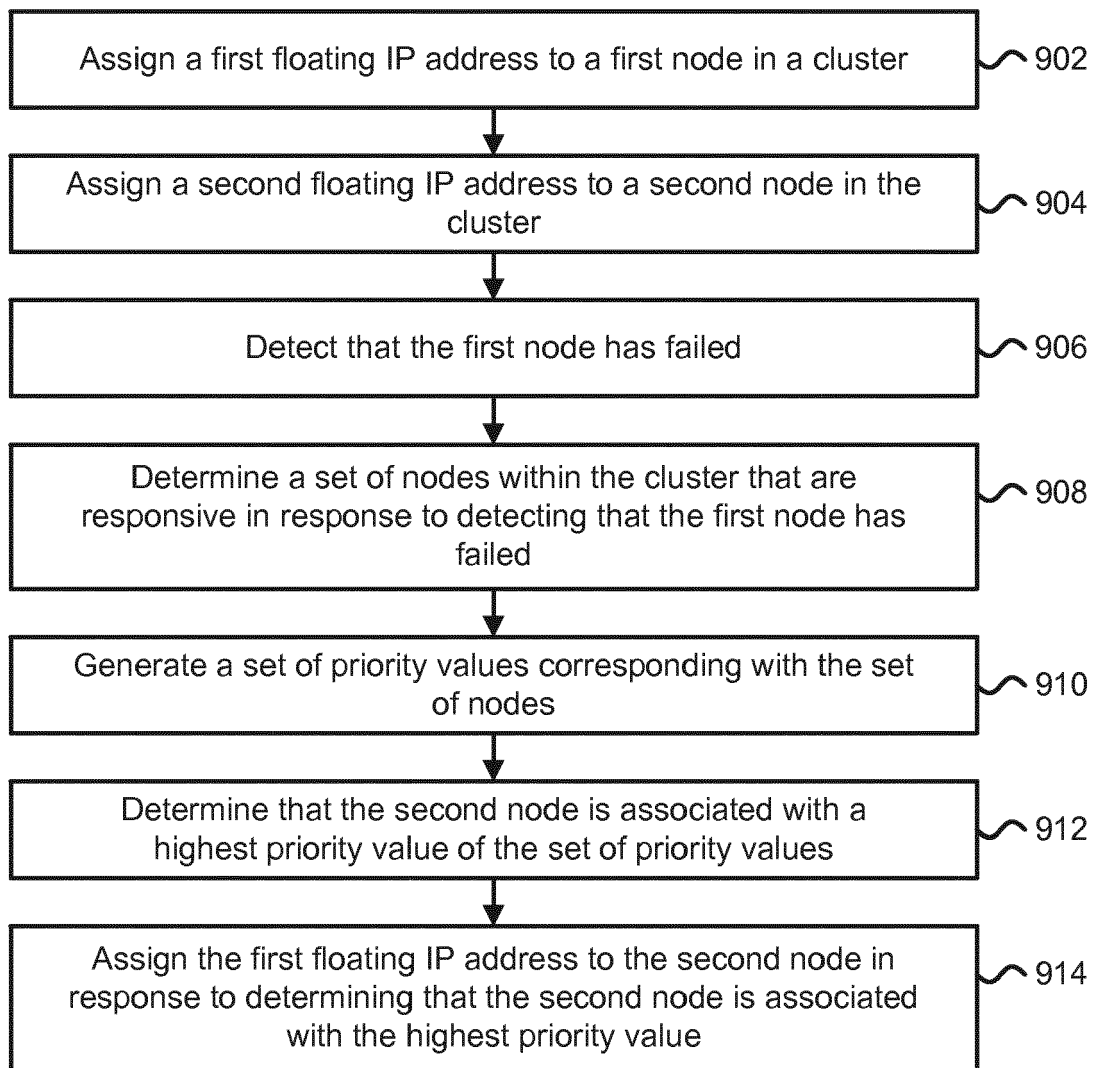 Assign a first floating IP address to a first node in a cluster
902
Assign a second floating IP address to a second node in the
cluster
904
Detect that the first node has failed
906
Determine a set of nodes within the cluster that are
responsive in response to detecting that the first node has
failed
908
Generate a set of priority values corresponding with the set
of nodes
910
Determine that the second node is associated with a
highest priority value of the set of priority values
912
Assign the first floating IP address to the second node in
response to determining that the second node is associated
with the highest priority value
914